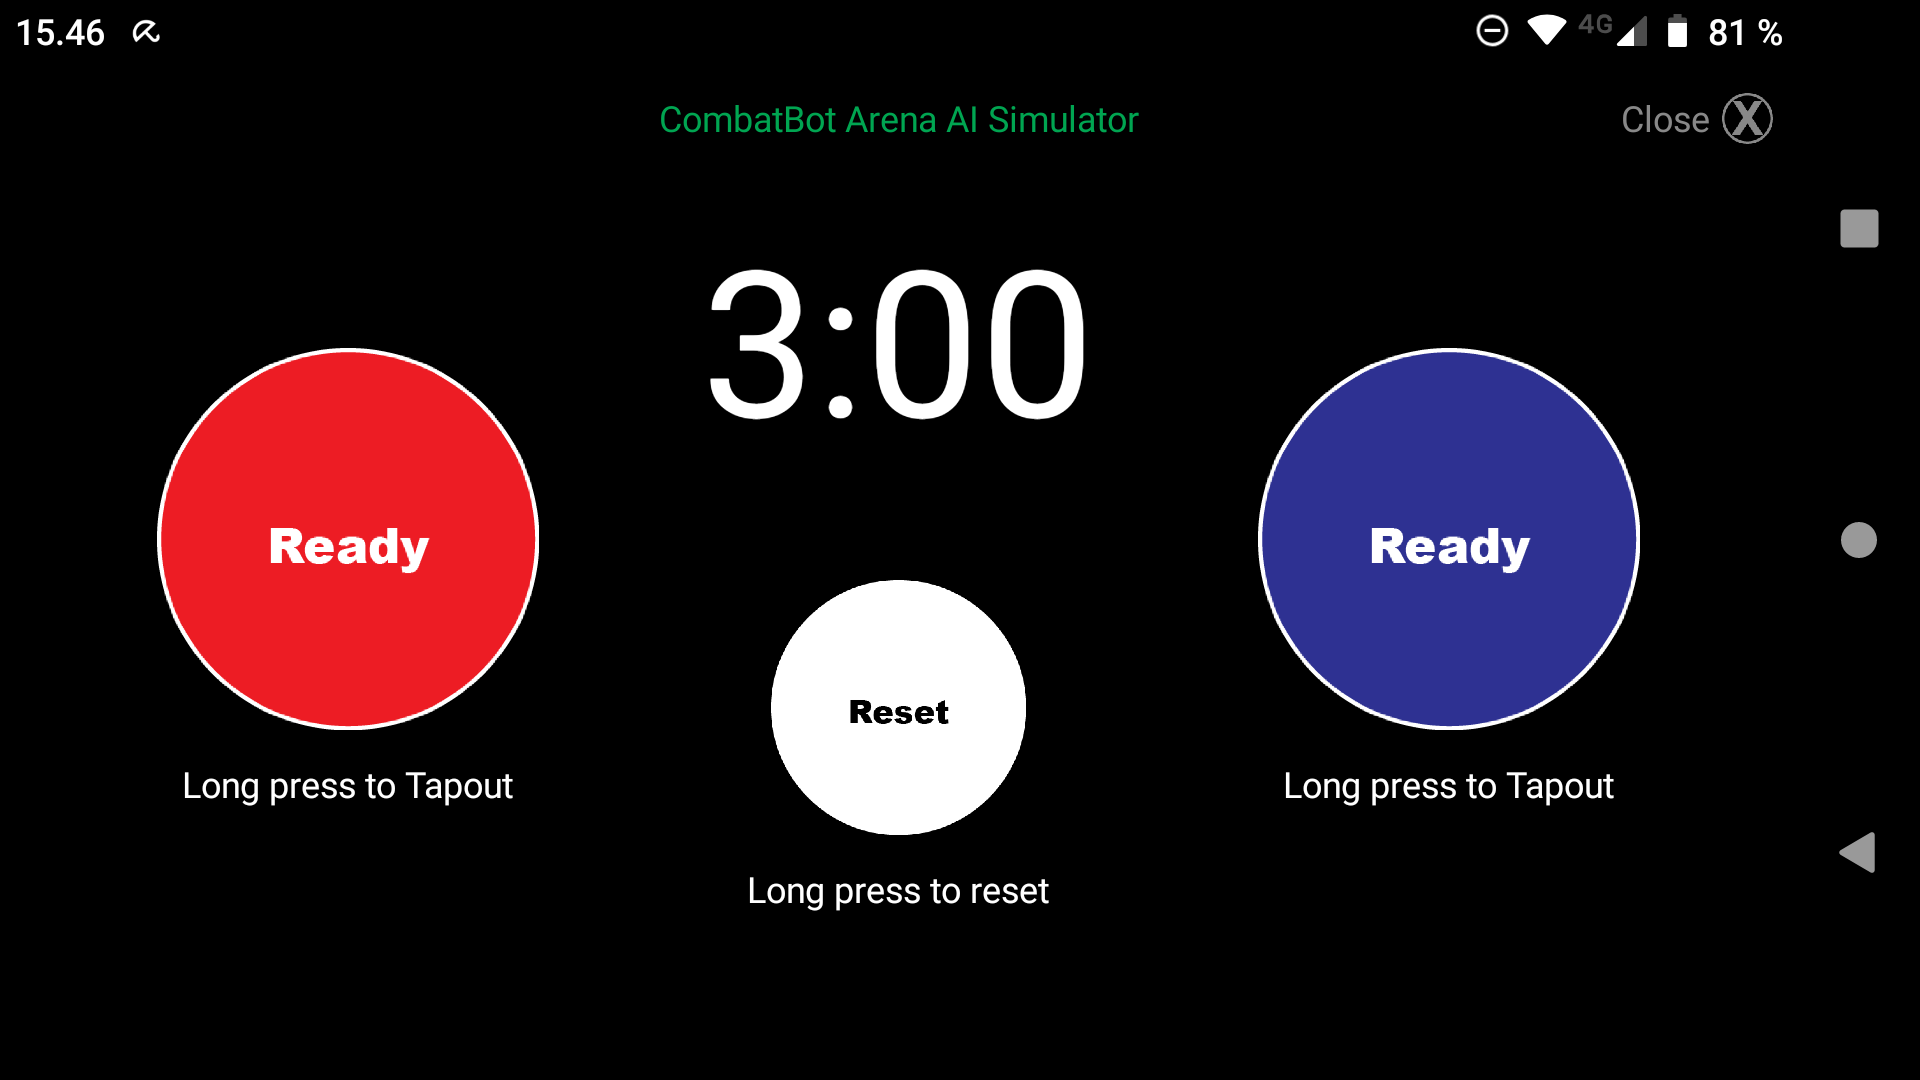 15.46
4G 81 %
CombatBot Arena AI Simulator
Close X
3:00
Ready
Ready
Reset
Long press to Tapout
Long press to Tapout
Long press to reset